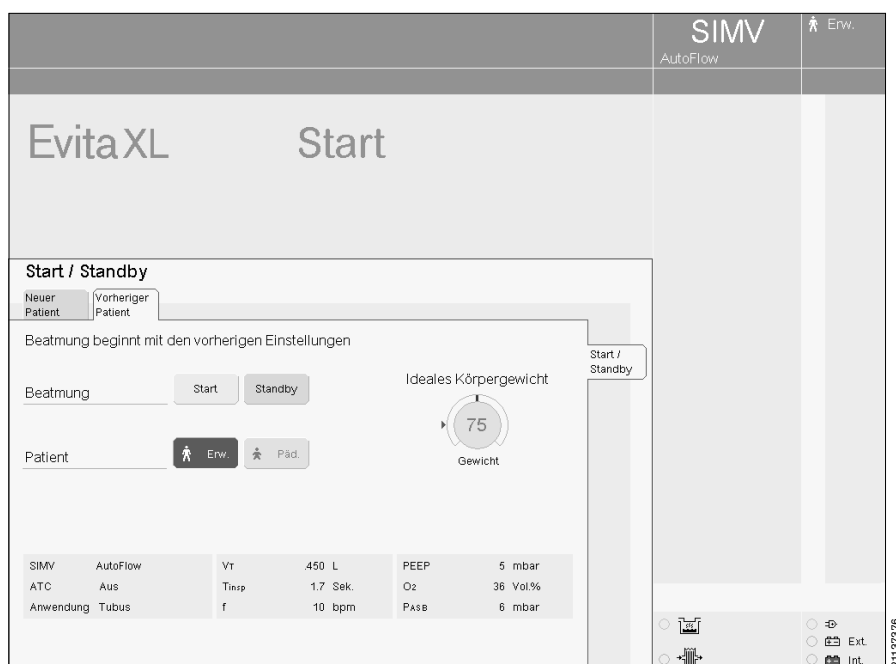 SIMV
AutoFlow
Erw.
Evita XL Start
Start / Standby
Neuer
Patient
Vorheriger
Patient
Beatmung beginnt mit den vorherigen Einstellungen
Start /
Standby
Beatmung Start Standby
Ideales Körpergewicht
75
Gewicht
Patient Erw. Päd.
SIMV AutoFlow VT .450 L PEEP 5 mbar
ATC Aus Tinsp 1.7 Sek. O2 36 Vol.%
Anwendung Tubus f 10 bpm PASB 6 mbar
Ext.
Int.